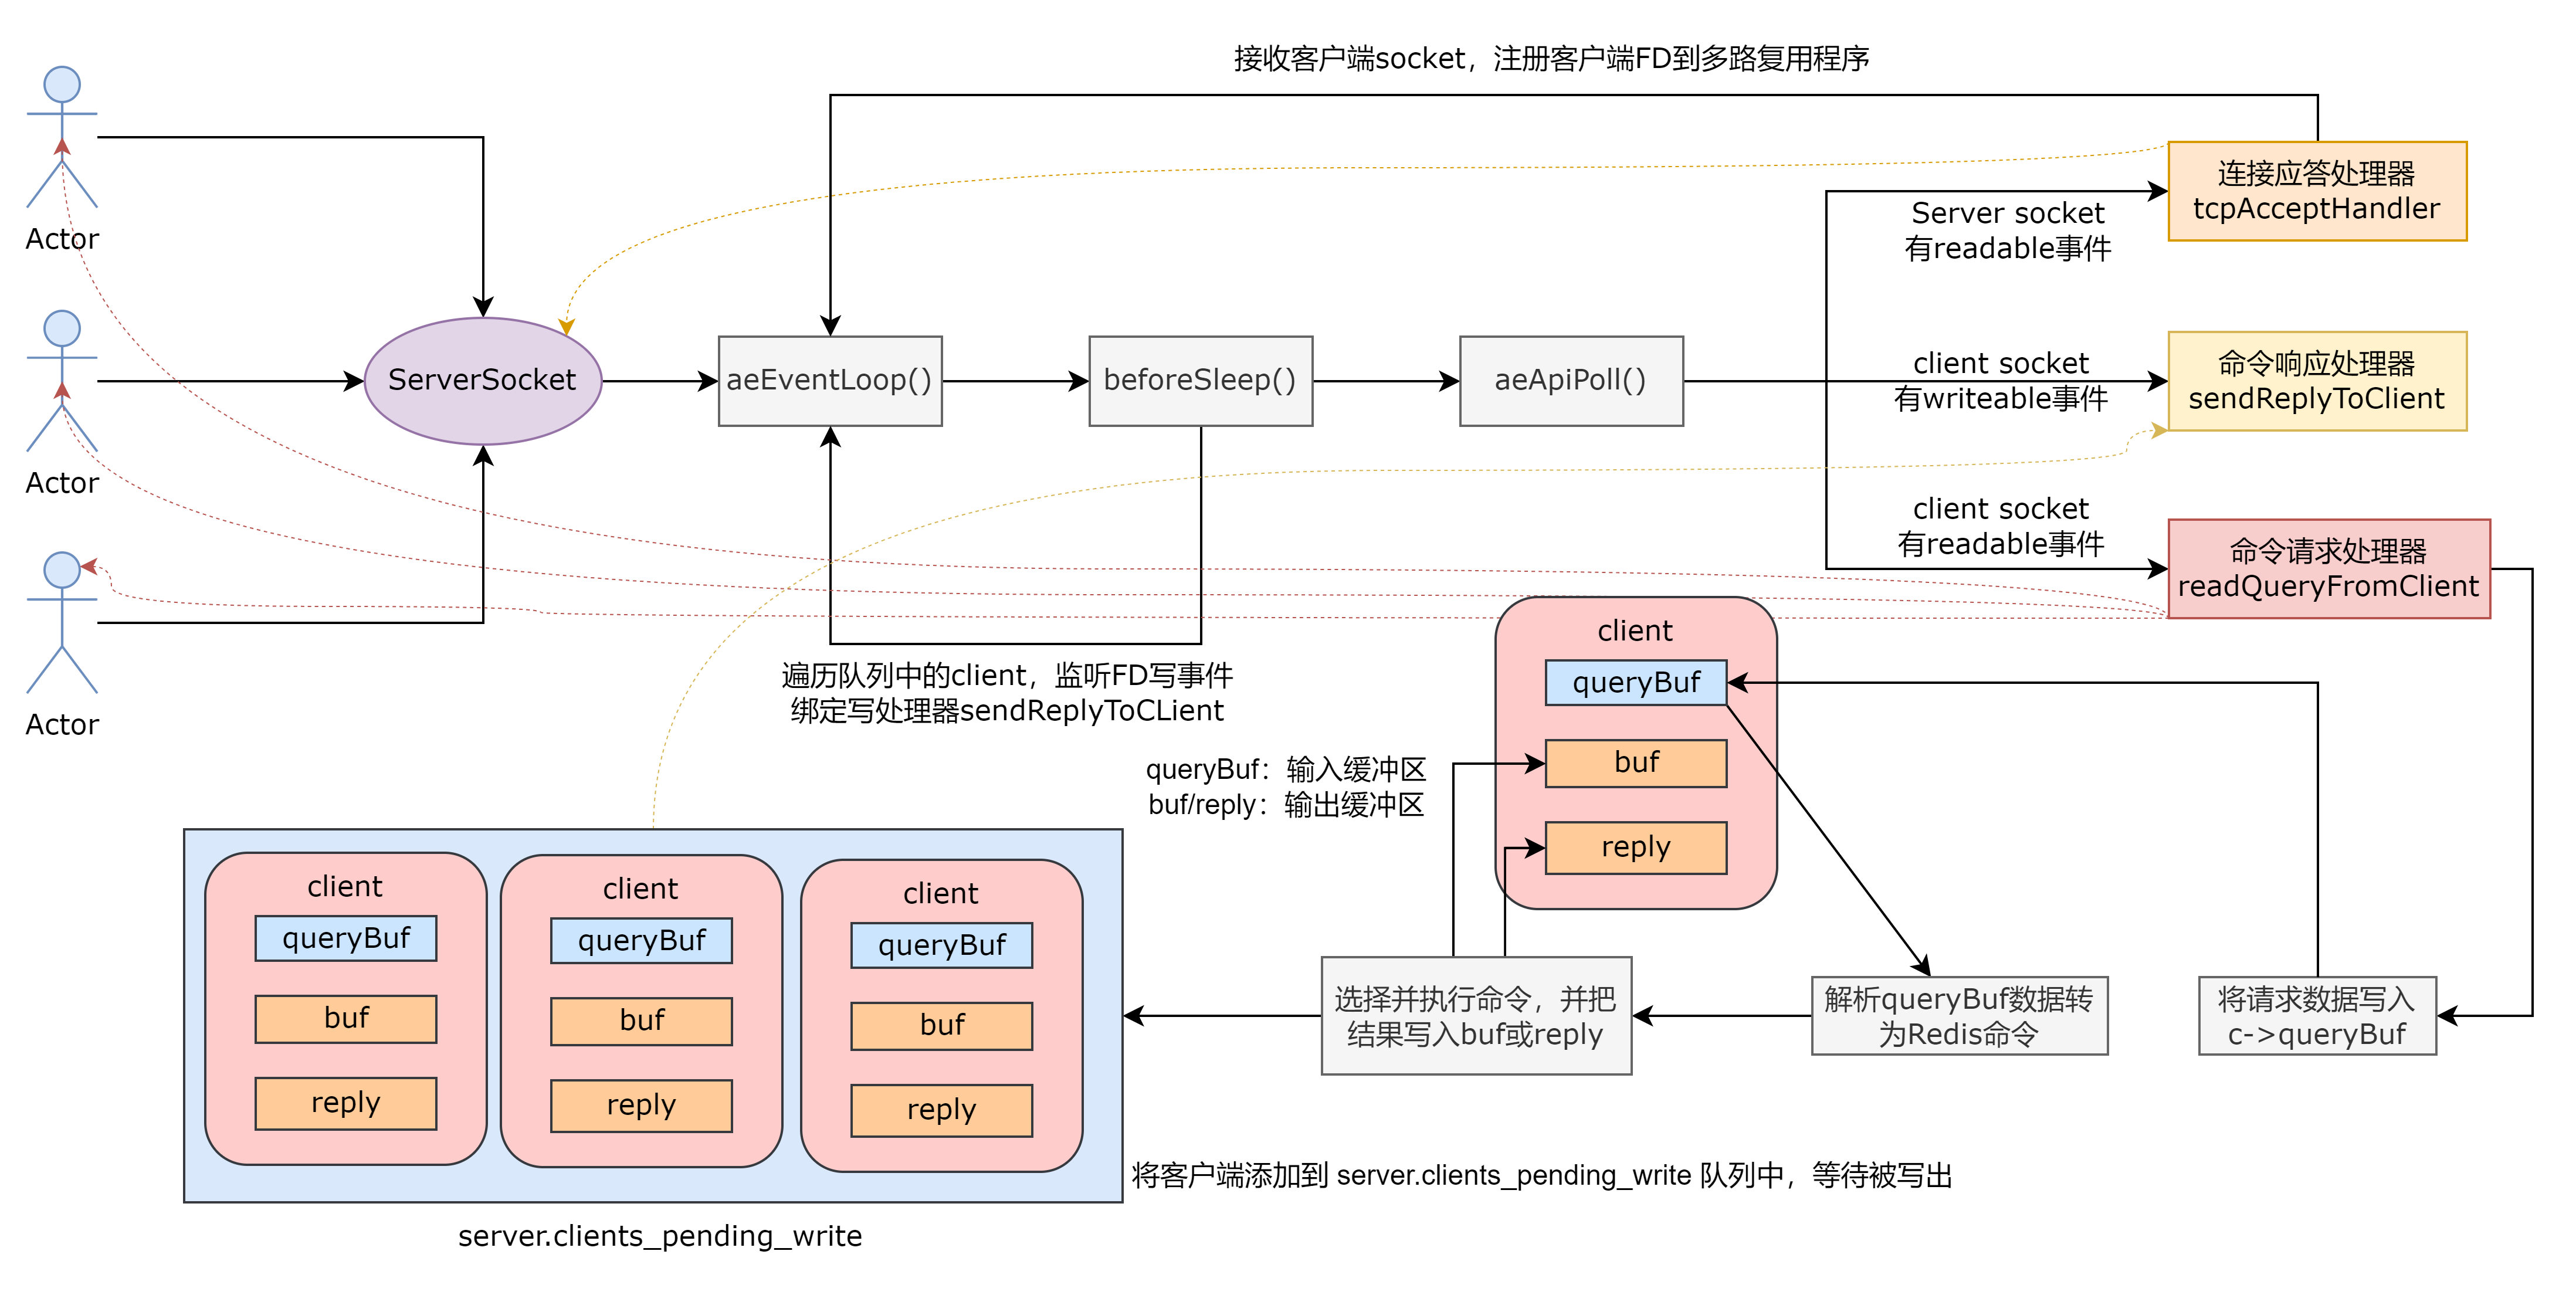 接收客户端socket，注册客户端FD到多路复用程序
Actor
Actor
Actor
ServerSocket
aeEventLoop()
beforeSleep()
aeApiPoll()
Server socket
有readable事件
连接应答处理器
tcpAcceptHandler
client socket
有writeable事件
命令响应处理器
sendReplyToClient
client socket
有readable事件
命令请求处理器
readQueryFromClient
遍历队列中的client，监听FD写事件
绑定写处理器sendReplyToCLient
client
queryBuf
buf
reply
queryBuf：输入缓冲区
buf/reply：输出缓冲区
将请求数据写入
c->queryBuf
解析queryBuf数据转
为Redis命令
选择并执行命令，并把
结果写入buf或reply
client
queryBuf
buf
reply
client
queryBuf
buf
reply
client
queryBuf
buf
reply
将客户端添加到 server.clients_pending_write 队列中，等待被写出
server.clients_pending_write